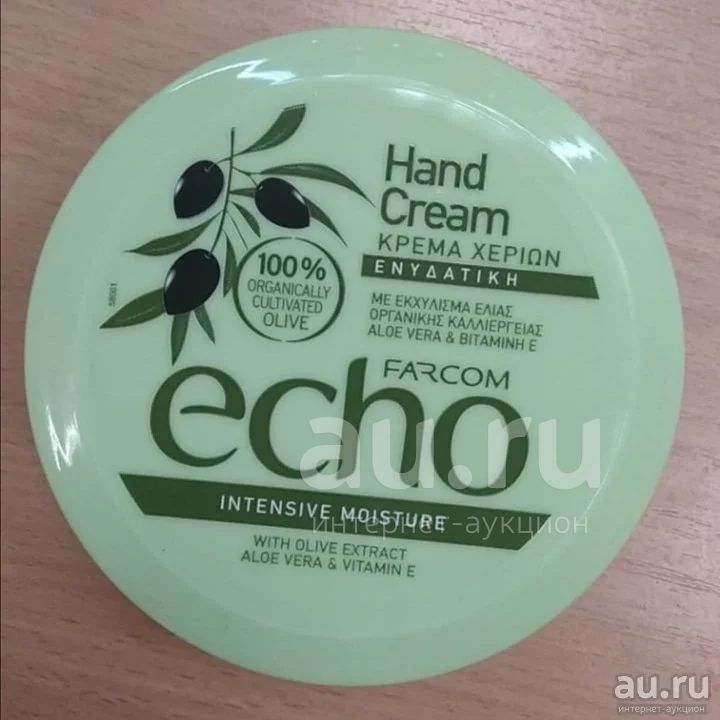 Hand
Cream
ΚΡΕΜΑ ΧΕΡΙΩΝ
ΕΝΥΔΑΤΙΚΗ
100%
ORGANICALLY
CULTIVATED
OLIVE
ΜΕ ΕΚΧΥΛΙΣΜΑ ΕΛΙΑΣ
ΟΡΓΑΝΙΚΗΣ ΚΑΛΛΙΕΡΓΕΙΑΣ
ALOE VERA & ΒΙΤΑΜΙΝΗ Ε
FARCOM
echo
au.ru
INTENSIVE MOISTURE
интернет-аукцион
WITH OLIVE EXTRACT
ALOE VERA & VITAMIN E
au.ru
интернет-аукцион